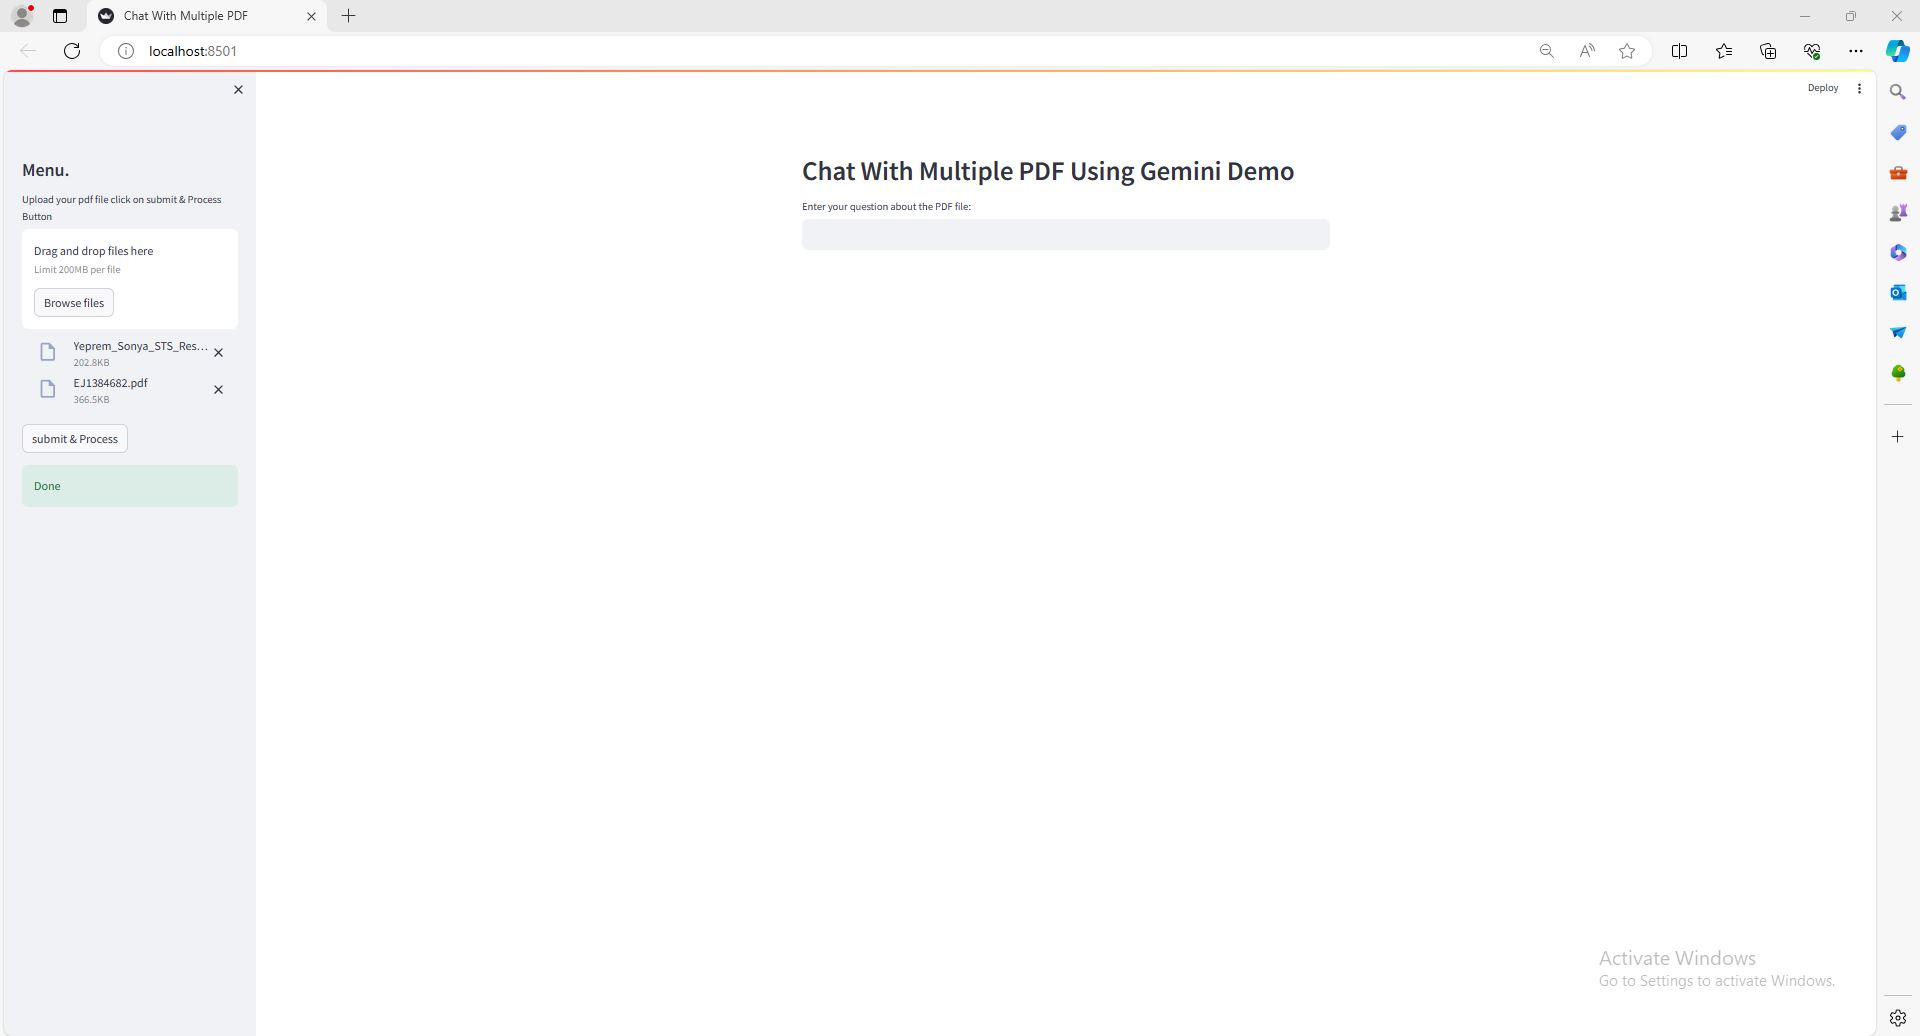 Chat With Multiple PDF
localhost:8501
Deploy
Menu.
Upload your pdf file click on submit & Process
Button
Drag and drop files here
Limit 200MB per file
Browse files
Yeprem_Sonya_STS_Res...
202.8KB
EJ1384682.pdf
366.5KB
submit & Process
Done
Chat With Multiple PDF Using Gemini Demo
Enter your question about the PDF file:
Activate Windows
Go to Settings to activate Windows.